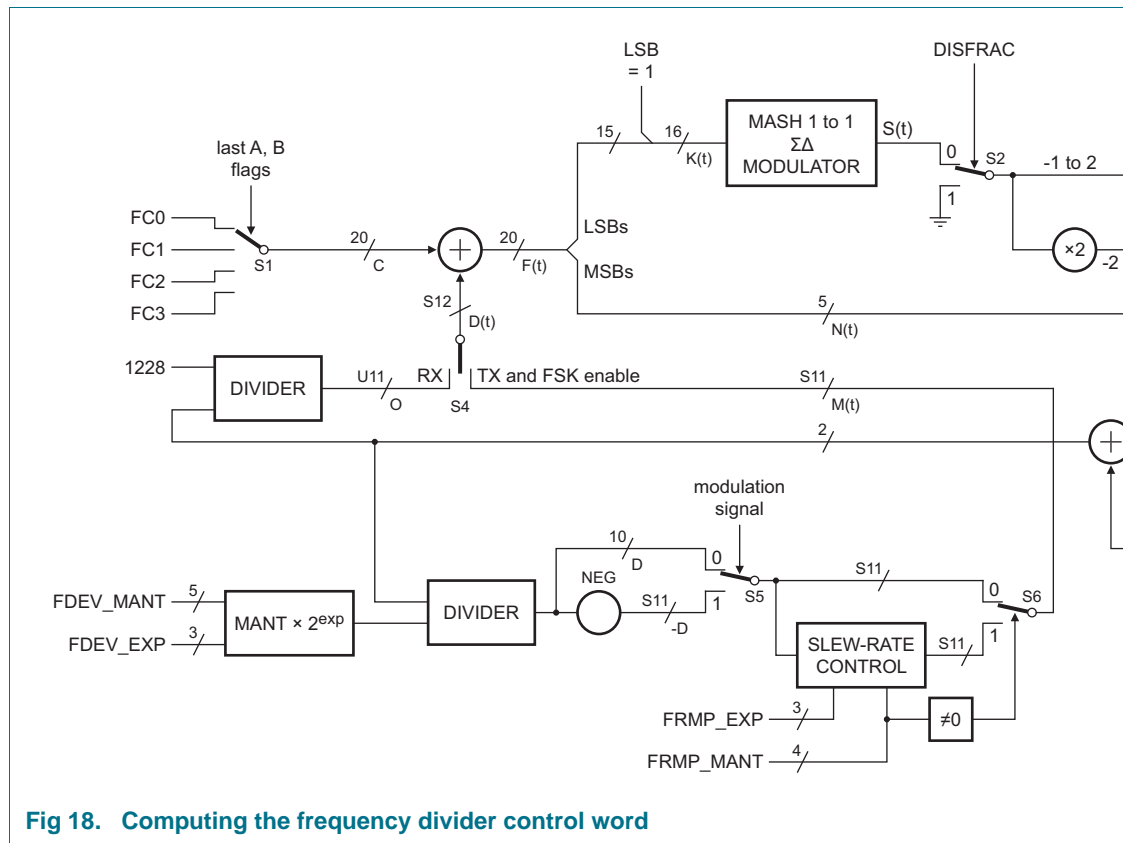 LSB
= 1
DISFRAC
last A, B
flags
15
16
K(t)
MASH 1 to 1
ΣΔ
MODULATOR
S(t)
0
1
S2
-1 to 2
×2
-2
FC0
FC1
FC2
FC3
S1
20
C
+
20
F(t)
LSBs
MSBs
S12
D(t)
5
N(t)
1228
DIVIDER
U11
O
RX
S4
TX and FSK enable
S11
M(t)
2
+
modulation
signal
10
D
0
1
S5
NEG
S11
-D
FDEV_MANT
5
FDEV_EXP
3
MANT × 2exp
DIVIDER
S11
0
1
S6
SLEW-RATE
CONTROL
S11
FRMP_EXP
3
FRMP_MANT
4
≠0
Fig 18. Computing the frequency divider control word